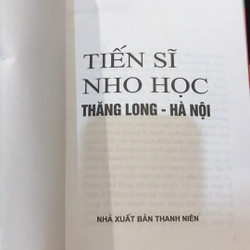 TIẾN SĨ
NHO HỌC
THĂNG LONG - HÀ NỘI
NHÀ XUẤT BẢN THANH NIÊN